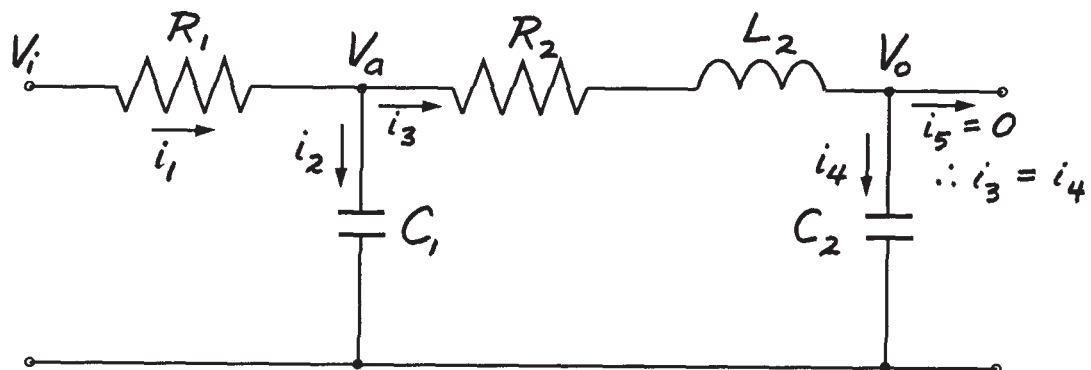 R₁
R₂
L₂
Vᵢ
Vₐ
Vₒ
i₁
i₂
i₃
i₄
i₅ = 0
∴ i₃ = i₄
C₁
C₂